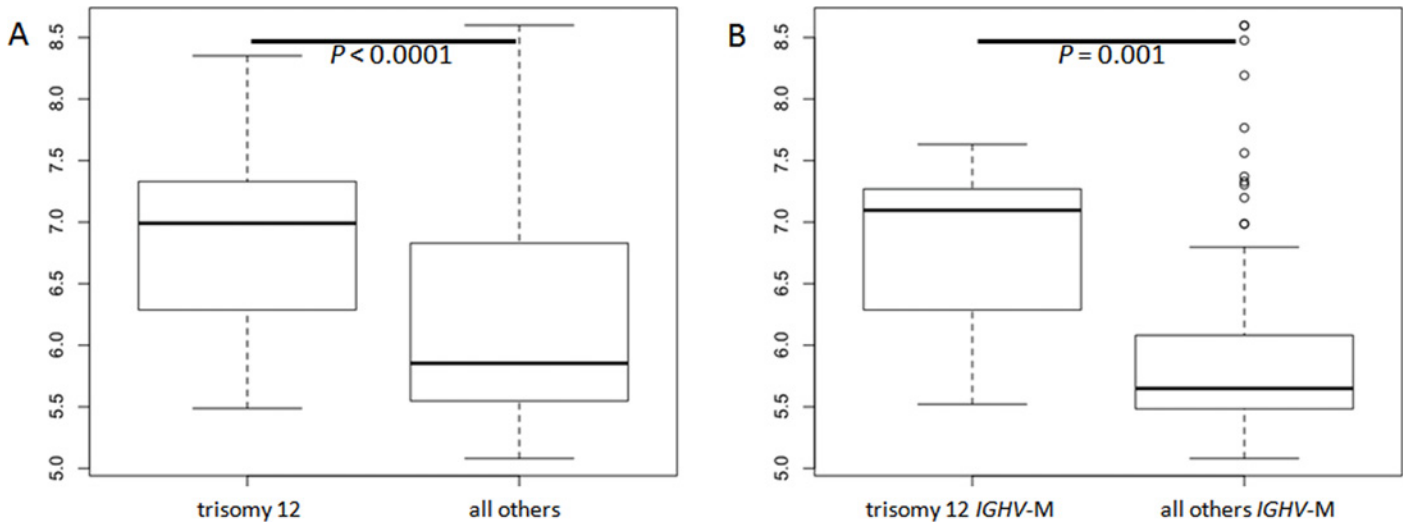 A
P < 0.0001
8.5
8.0
7.5
7.0
6.5
6.0
5.5
5.0
trisomy 12
all others
B
P = 0.001
8.5
8.0
7.5
7.0
6.5
6.0
5.5
5.0
trisomy 12 IGHV-M
all others IGHV-M